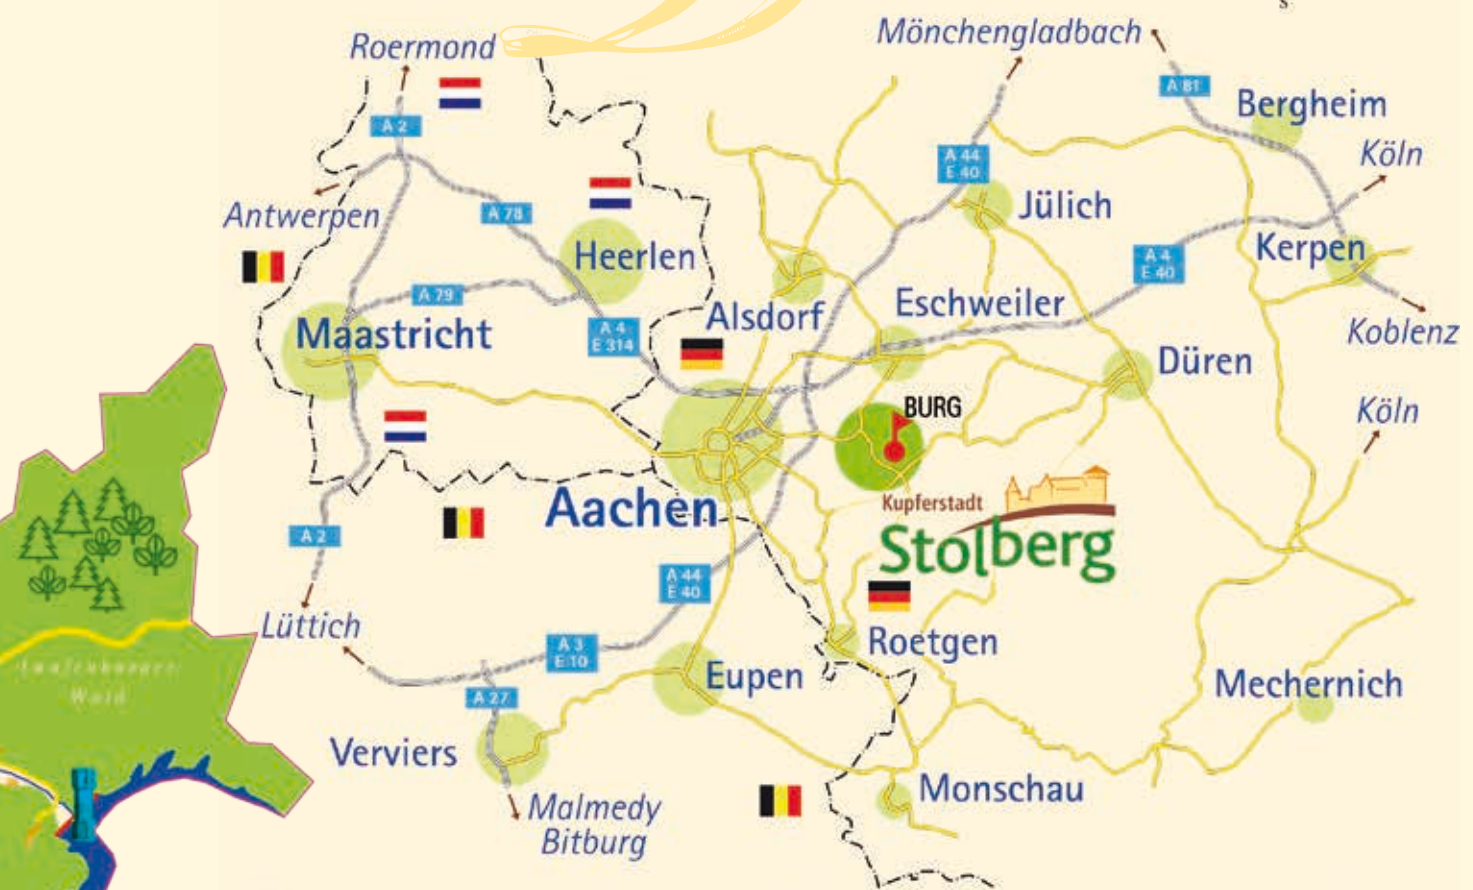 Roermond
Mönchengladbach
A 2
A 81
Bergheim
Köln
A 44
E 40
Antwerpen
A 78
Jülich
Heerlen
A 4
E 40
Kerpen
A 79
Maastricht
A 4
E 314
Alsdorf
Eschweiler
Koblenz
Düren
BURG
Köln
Kupferstadt
Stolberg
Aachen
A 2
A 44
E 40
Lüttich
A 3
E 10
Roetgen
Eupen
A 27
Mechernich
Wald
Verviers
Monschau
Malmedy
Bitburg